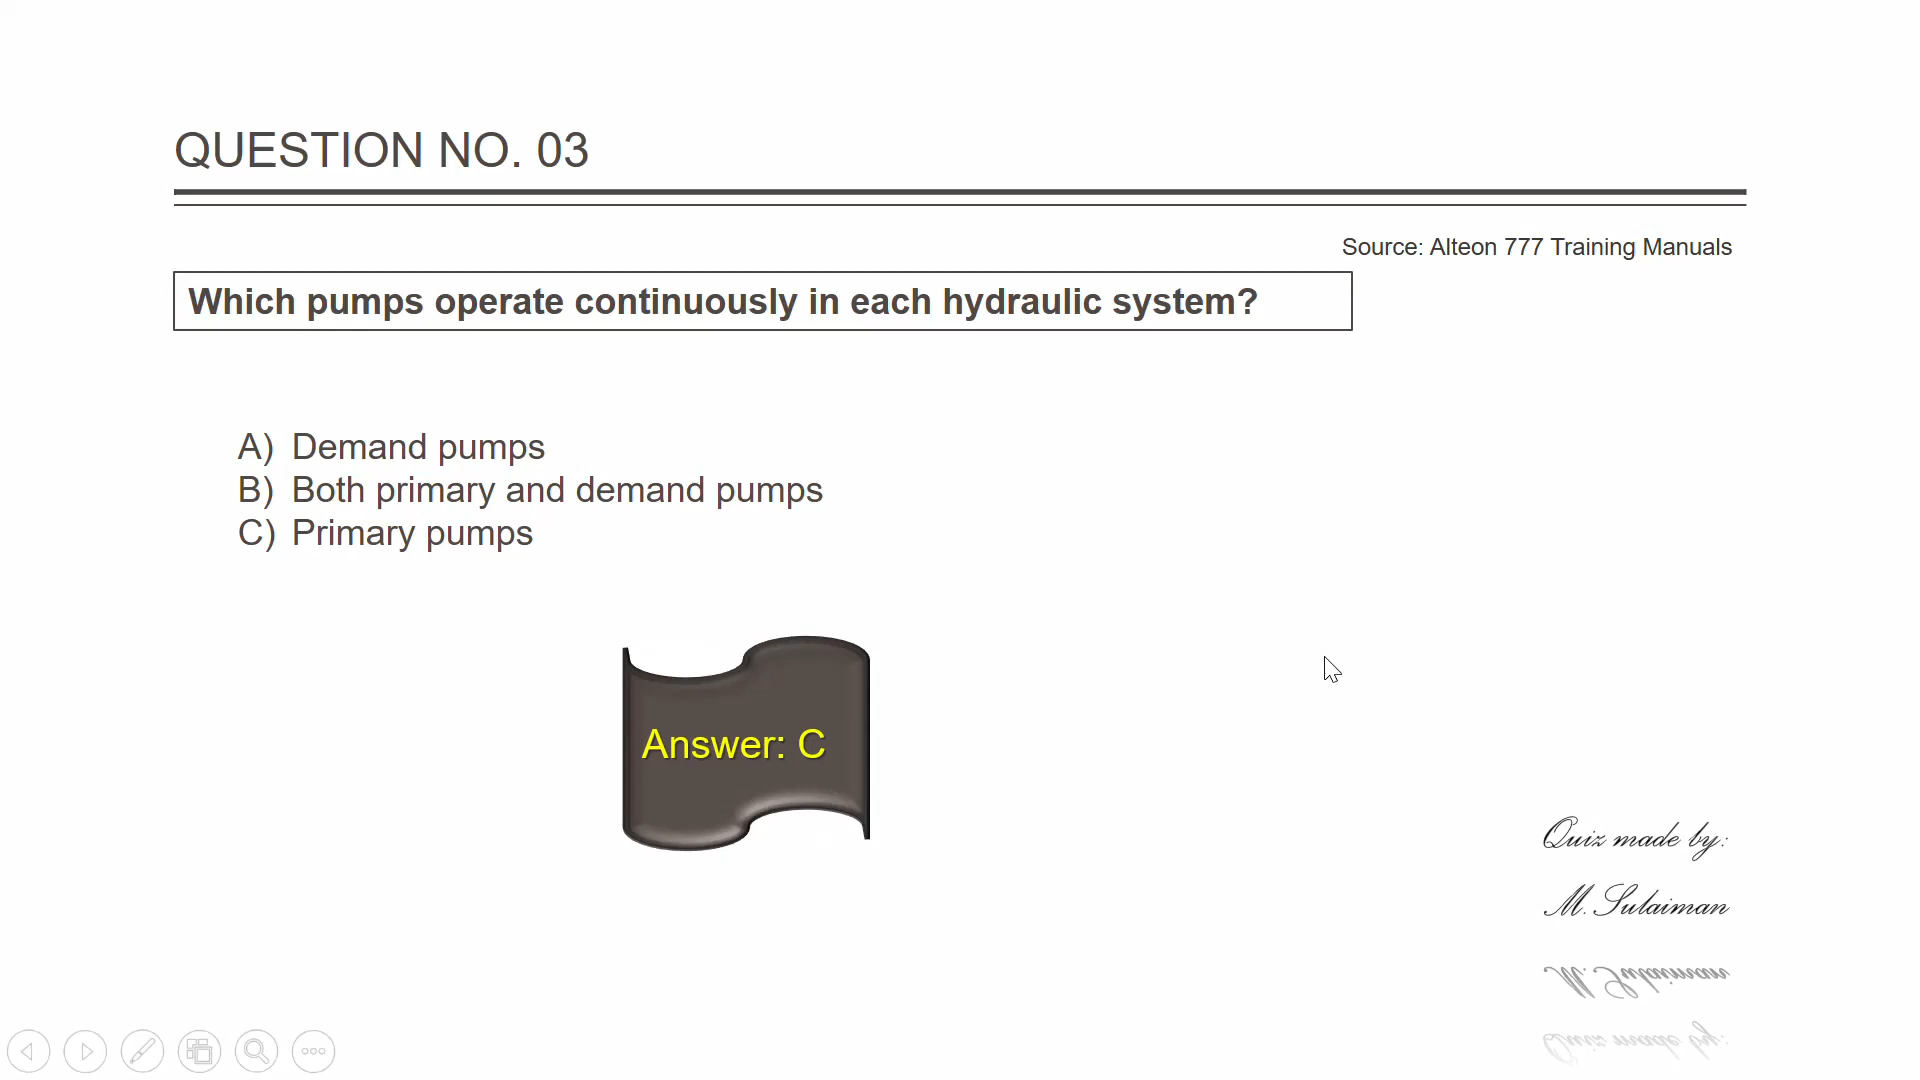 QUESTION NO. 03
Source: Alteon 777 Training Manuals
Which pumps operate continuously in each hydraulic system?
A) Demand pumps
B) Both primary and demand pumps
C) Primary pumps
Answer: C
Quiz made by:
M. Sulaiman